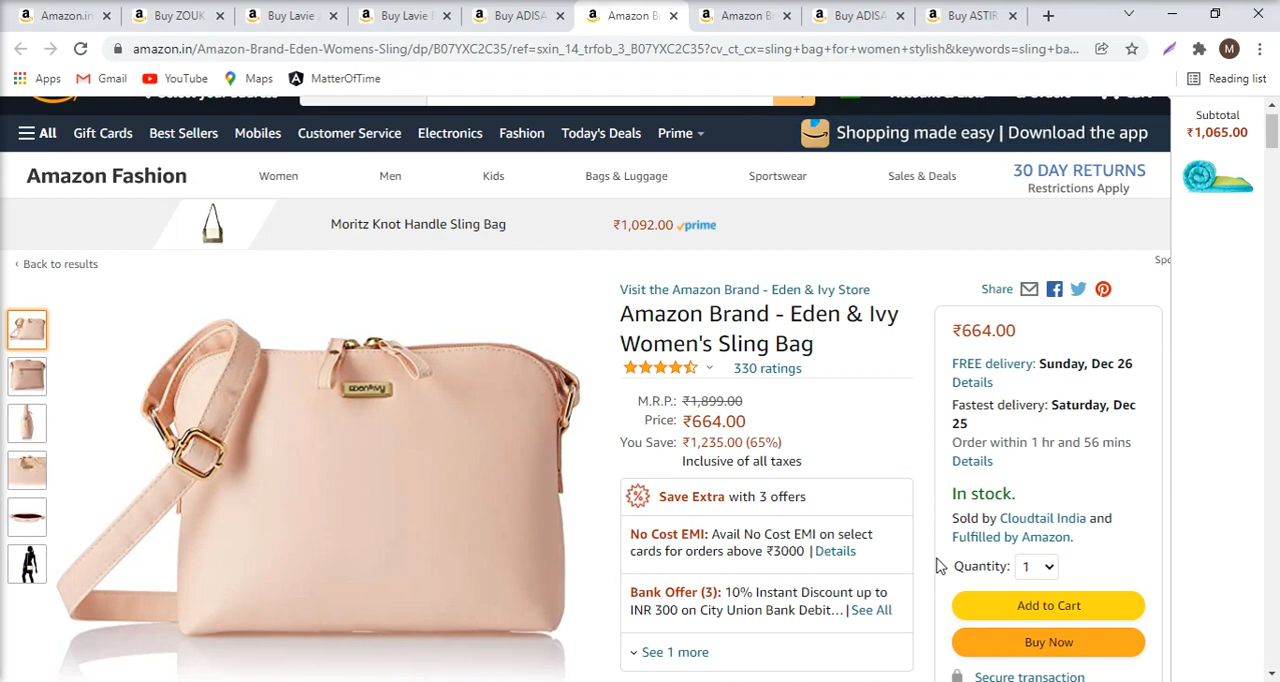 Amazon.in
Buy ZOUK
Buy Lavie
Buy Lavie
Buy ADISA
Amazon B
Amazon B
Buy ADISA
Buy ASTIR
amazon.in/Amazon-Brand-Eden-Womens-Sling/dp/B07YXC2C35/ref=sxin_14_trfob_3_B07YXC2C35?cv_ct_cx=sling+bag+for+women+stylish&keywords=sling+ba...
M
Apps
Gmail
YouTube
Maps
MatterOfTime
Reading list
Subtotal
₹1,065.00
All
Gift Cards
Best Sellers
Mobiles
Customer Service
Electronics
Fashion
Today's Deals
Prime
Shopping made easy | Download the app
Amazon Fashion
Women
Men
Kids
Bags & Luggage
Sportswear
Sales & Deals
30 DAY RETURNS
Restrictions Apply
Moritz Knot Handle Sling Bag
₹1,092.00 prime
‹ Back to results
Visit the Amazon Brand - Eden & Ivy Store
Amazon Brand - Eden & Ivy
Women's Sling Bag
330 ratings
M.R.P.: ₹1,899.00
Price: ₹664.00
You Save: ₹1,235.00 (65%)
Inclusive of all taxes
Save Extra with 3 offers
No Cost EMI: Avail No Cost EMI on select
cards for orders above ₹3000 | Details
Bank Offer (3): 10% Instant Discount up to
INR 300 on City Union Bank Debit... | See All
See 1 more
Share
₹664.00
FREE delivery: Sunday, Dec 26
Details
Fastest delivery: Saturday, Dec
25
Order within 1 hr and 56 mins
Details
In stock.
Sold by Cloudtail India and
Fulfilled by Amazon.
Quantity: 1
Add to Cart
Buy Now
Secure transaction